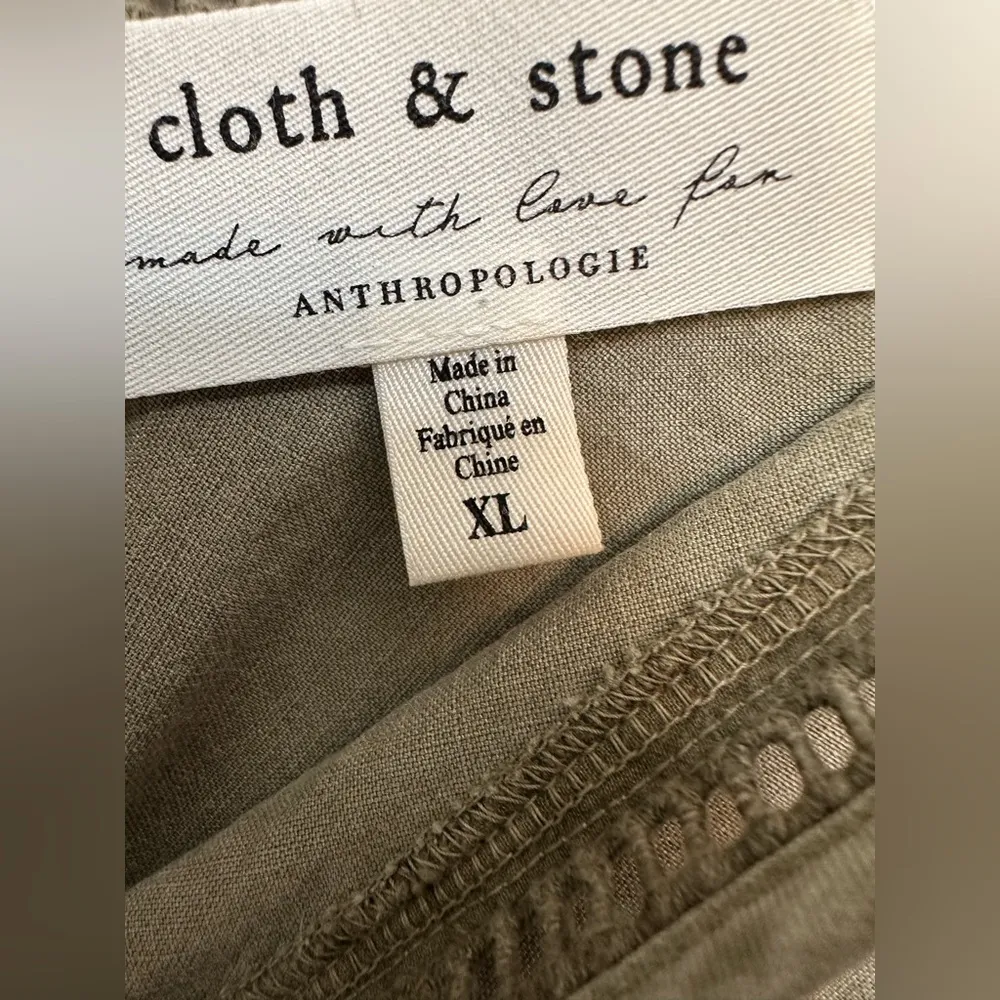 cloth & stone
made with love for
ANTHROPOLOGIE
Made in
China
Fabriqué en
Chine
XL